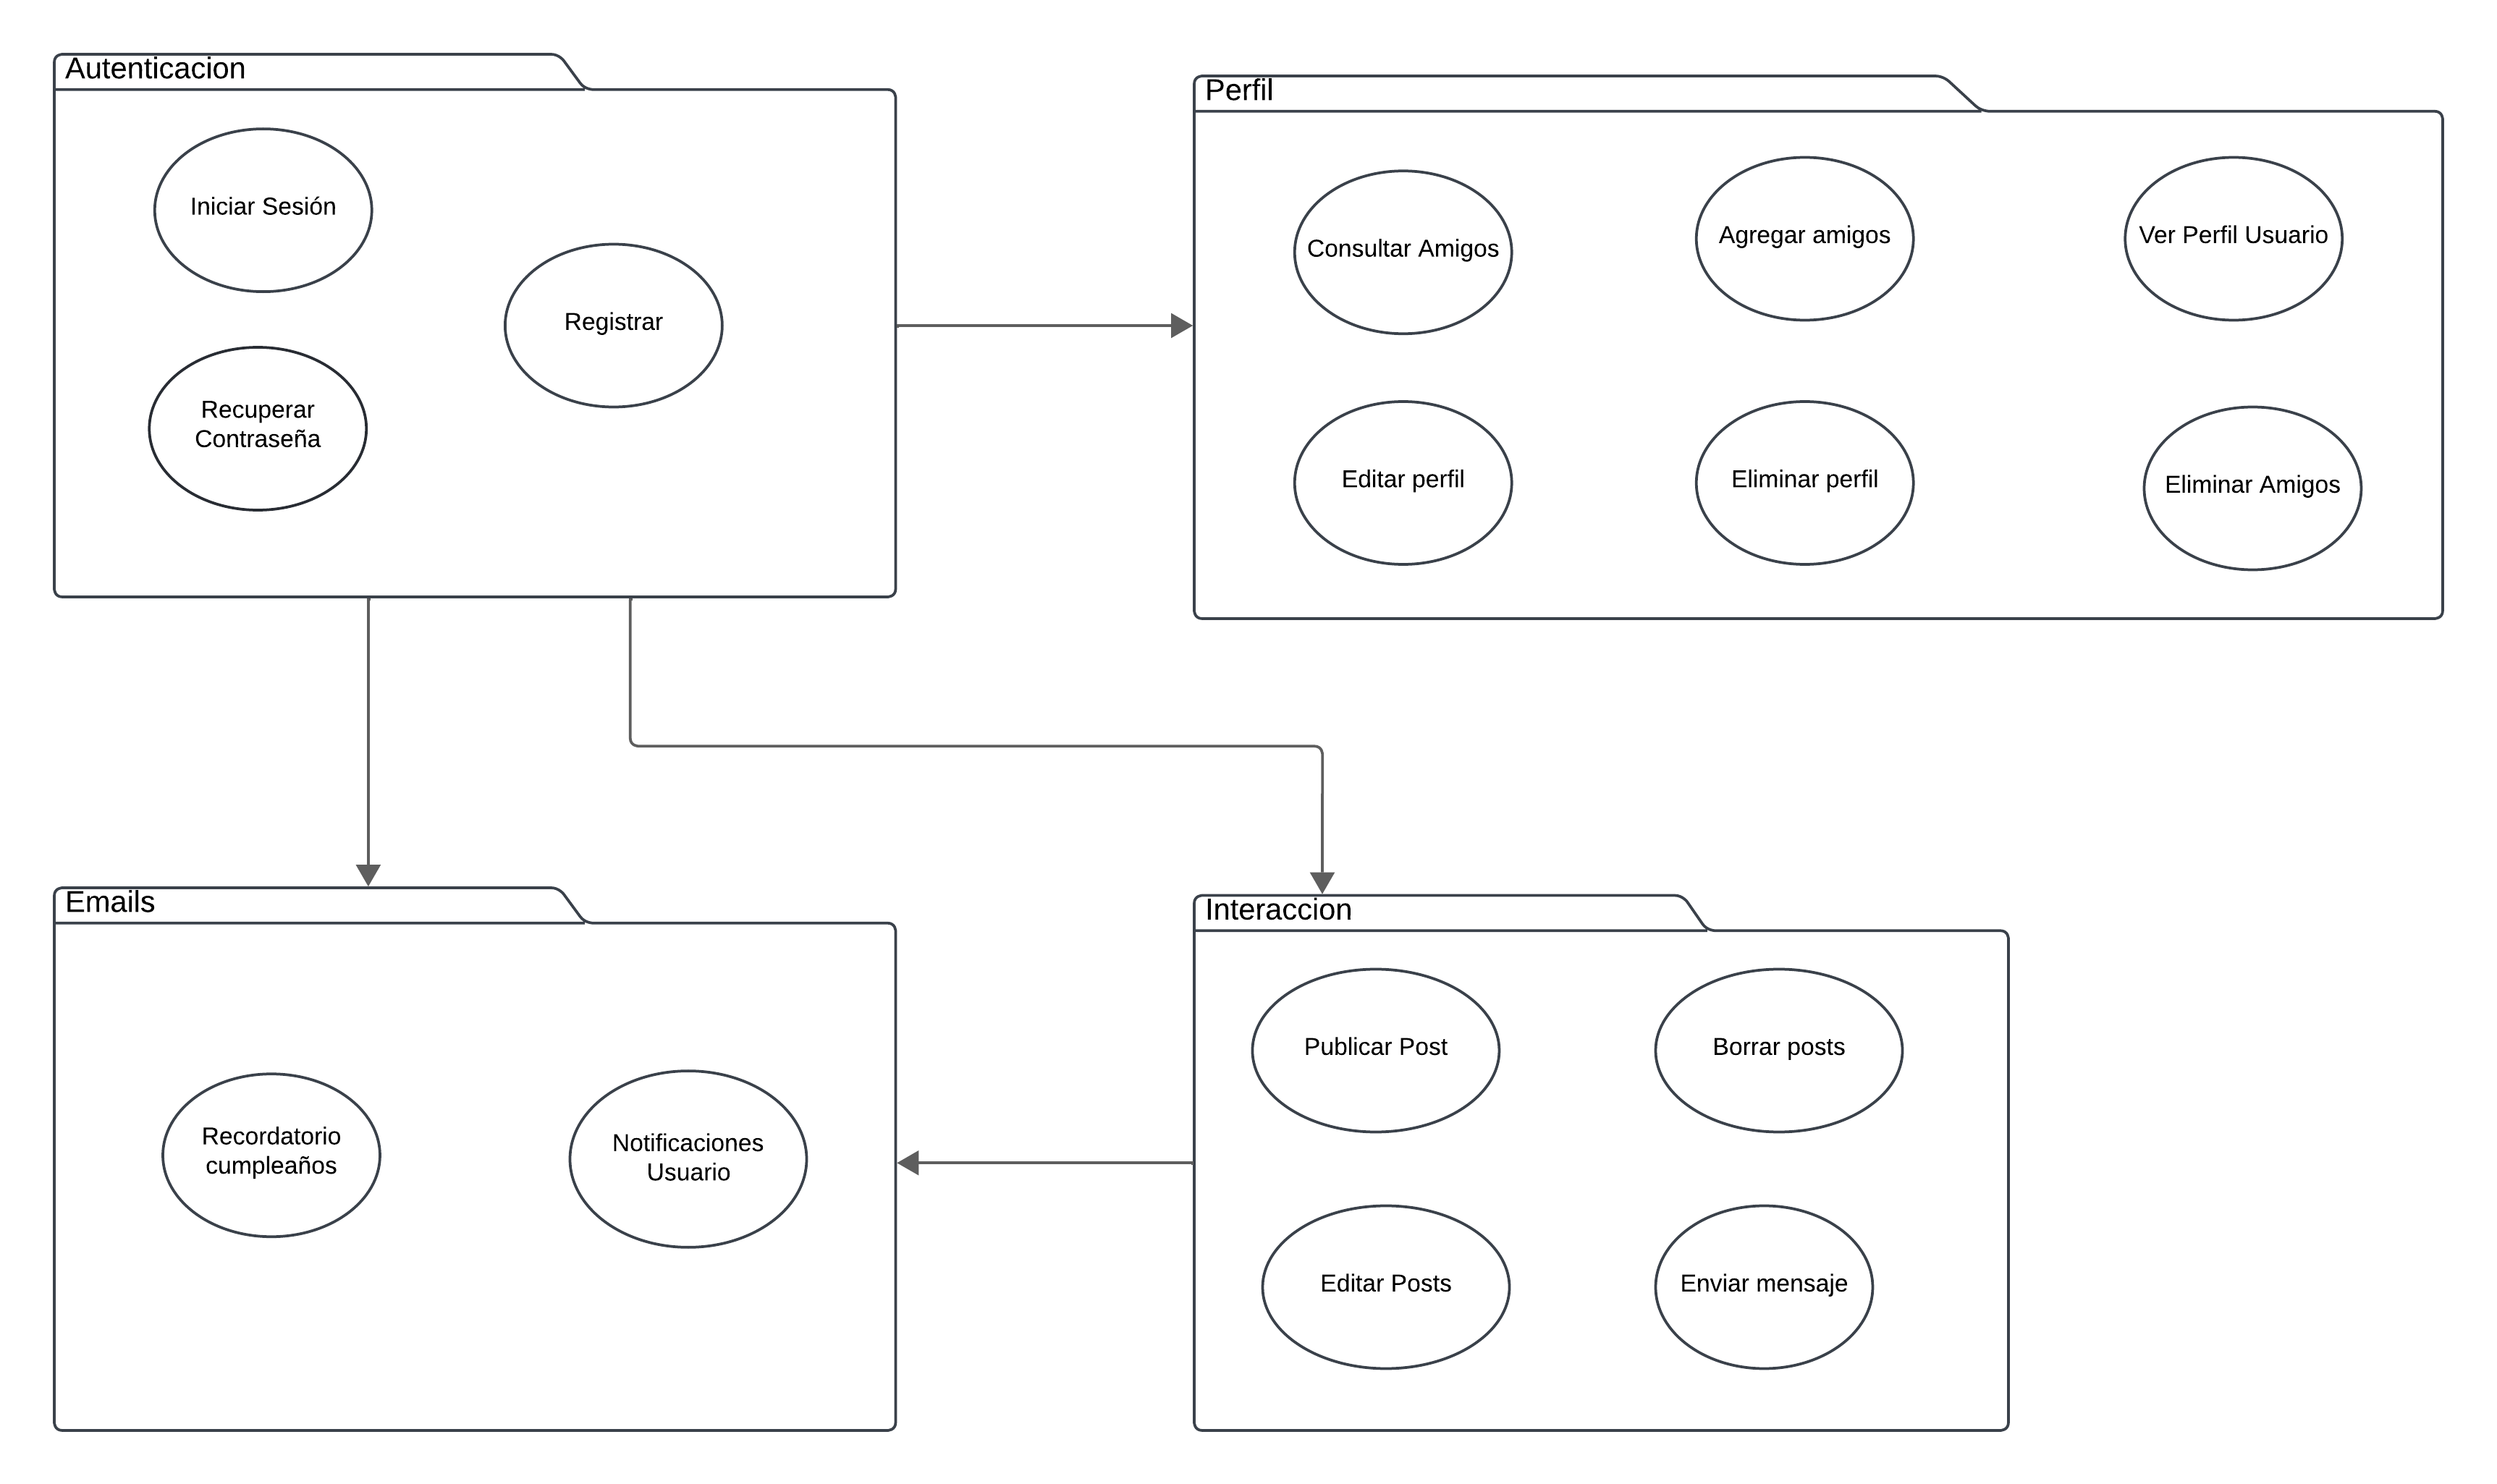 Autenticacion
Iniciar Sesión
Registrar
Recuperar
Contraseña
Perfil
Consultar Amigos
Agregar amigos
Ver Perfil Usuario
Editar perfil
Eliminar perfil
Eliminar Amigos
Emails
Recordatorio
cumpleaños
Notificaciones
Usuario
Interaccion
Publicar Post
Borrar posts
Editar Posts
Enviar mensaje